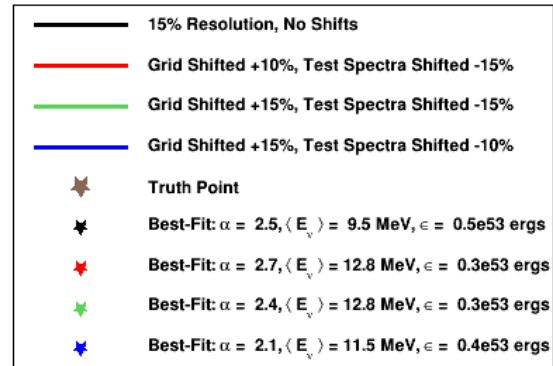 15% Resolution, No Shifts
Grid Shifted +10%, Test Spectra Shifted -15%
Grid Shifted +15%, Test Spectra Shifted -15%
Grid Shifted +15%, Test Spectra Shifted -10%
Truth Point
Best-Fit: α = 2.5, ⟨ E_ν ⟩ = 9.5 MeV, ϵ = 0.5e53 ergs
Best-Fit: α = 2.7, ⟨ E_ν ⟩ = 12.8 MeV, ϵ = 0.3e53 ergs
Best-Fit: α = 2.4, ⟨ E_ν ⟩ = 12.8 MeV, ϵ = 0.3e53 ergs
Best-Fit: α = 2.1, ⟨ E_ν ⟩ = 11.5 MeV, ϵ = 0.4e53 ergs